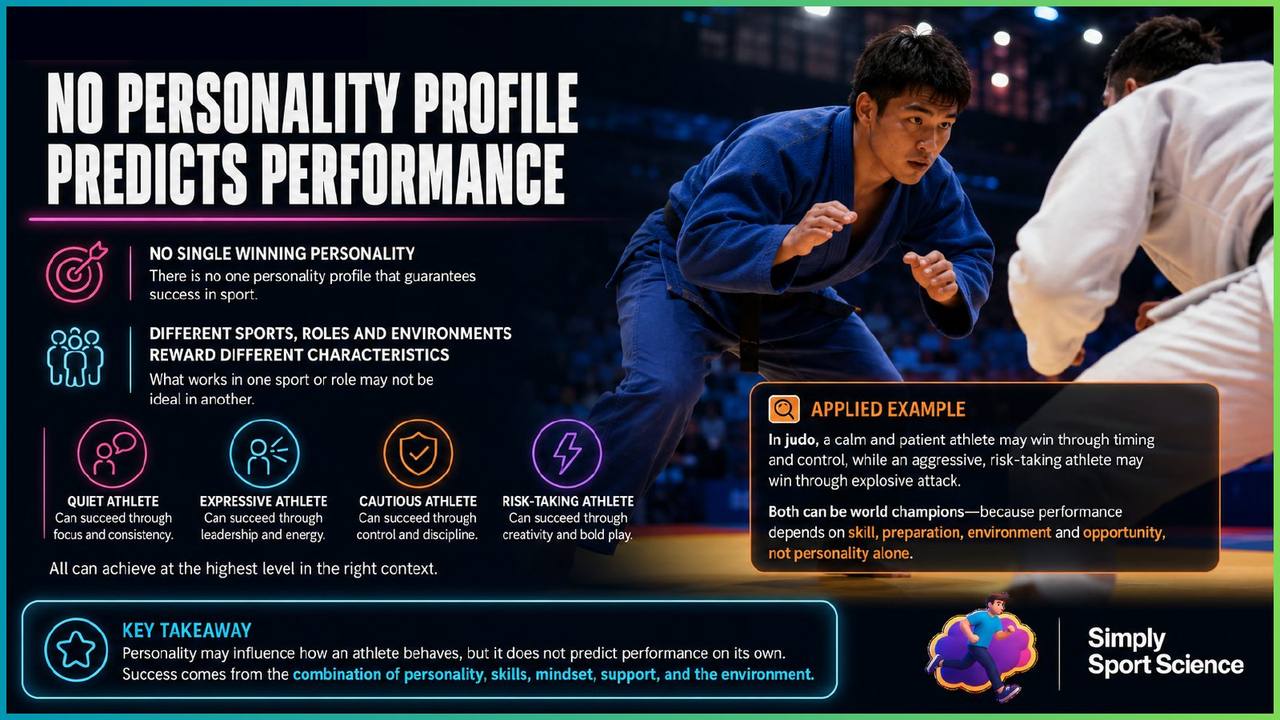 NO PERSONALITY PROFILE
PREDICTS PERFORMANCE
NO SINGLE WINNING PERSONALITY
There is no one personality profile that guarantees
success in sport.
DIFFERENT SPORTS, ROLES AND ENVIRONMENTS
REWARD DIFFERENT CHARACTERISTICS
What works in one sport or role may not be
ideal in another.
QUIET ATHLETE
Can succeed through
focus and consistency.
EXPRESSIVE ATHLETE
Can succeed through
leadership and energy.
CAUTIOUS ATHLETE
Can succeed through
control and discipline.
RISK-TAKING ATHLETE
Can succeed through
creativity and bold play.
All can achieve at the highest level in the right context.
APPLIED EXAMPLE
In judo, a calm and patient athlete may win through timing
and control, while an aggressive, risk-taking athlete may
win through explosive attack.
Both can be world champions—because performance
depends on skill, preparation, environment and opportunity,
not personality alone.
KEY TAKEAWAY
Personality may influence how an athlete behaves, but it does not predict performance on its own.
Success comes from the combination of personality, skills, mindset, support, and the environment.
Simply
Sport Science